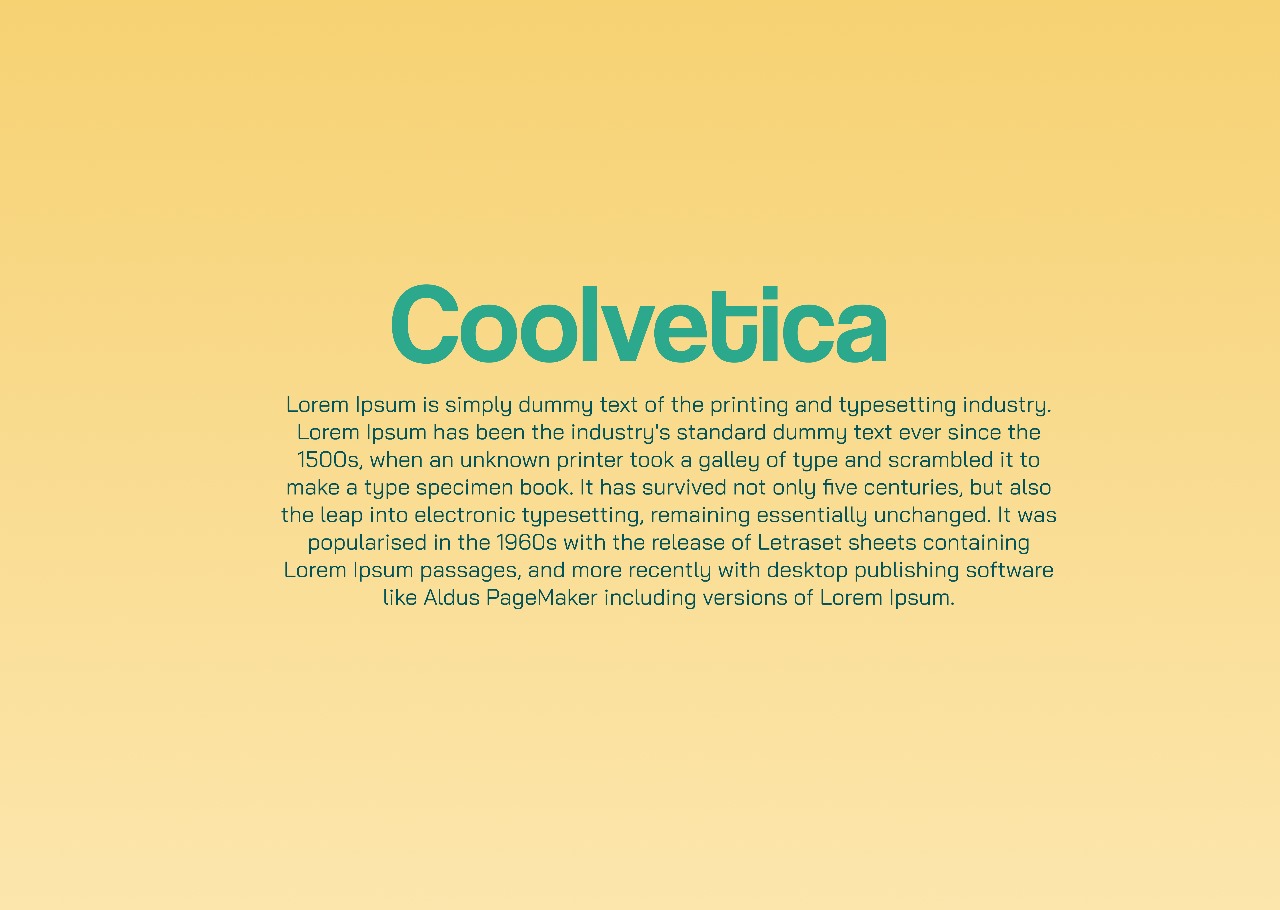 Coolvetica
Lorem Ipsum is simply dummy text of the printing and typesetting industry.
Lorem Ipsum has been the industry's standard dummy text ever since the
1500s, when an unknown printer took a galley of type and scrambled it to
make a type specimen book. It has survived not only five centuries, but also
the leap into electronic typesetting, remaining essentially unchanged. It was
popularised in the 1960s with the release of Letraset sheets containing
Lorem Ipsum passages, and more recently with desktop publishing software
like Aldus PageMaker including versions of Lorem Ipsum.